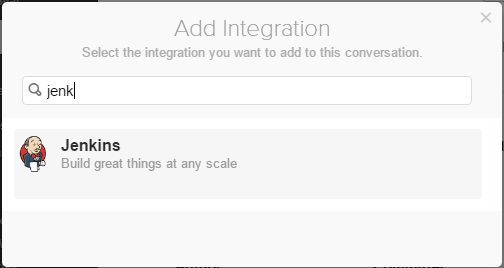 Add Integration
Select the integration you want to add to this conversation.
jenk
Jenkins
Build great things at any scale